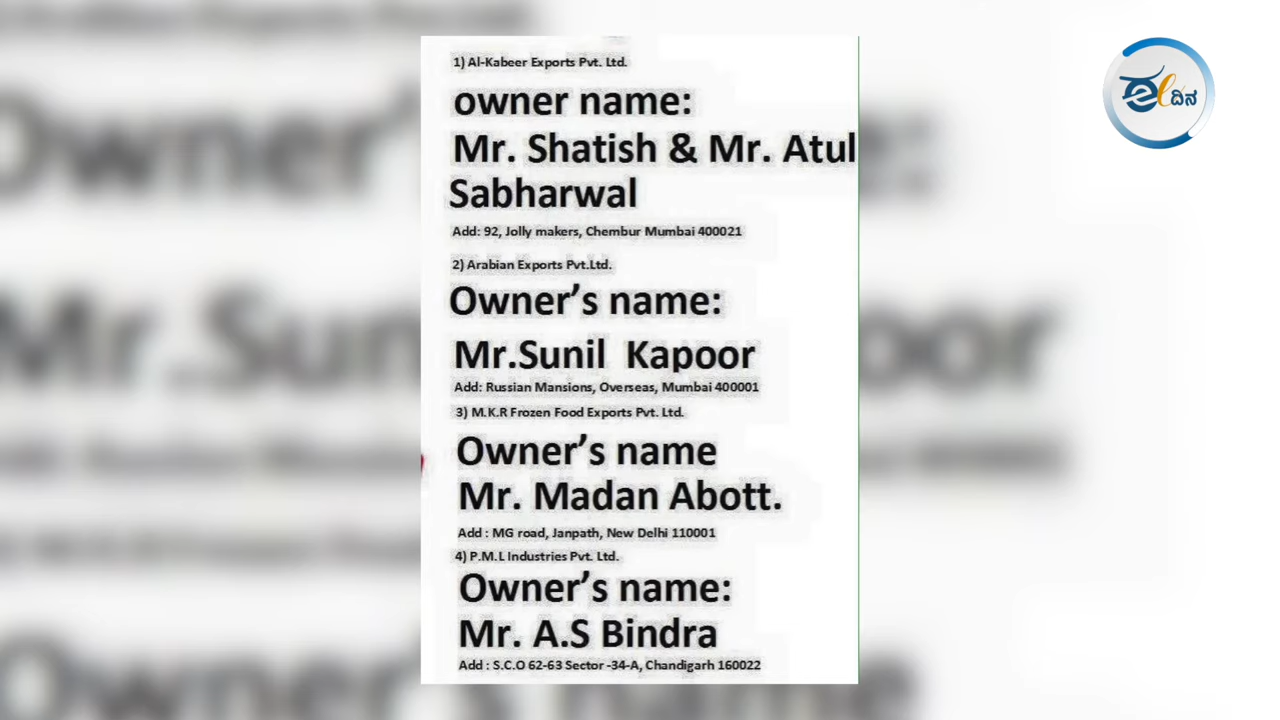 1) Al-Kabeer Exports Pvt. Ltd.
owner name:
Mr. Shatish & Mr. Atul
Sabharwal
Add: 92, Jolly makers, Chembur Mumbai 400021
2) Arabian Exports Pvt.Ltd.
Owner's name:
Mr.Sunil Kapoor
Add: Russian Mansions, Overseas, Mumbai 400001
3) M.K.R Frozen Food Exports Pvt. Ltd.
Owner's name
Mr. Madan Abott.
Add : MG road, Janpath, New Delhi 110001
4) P.M.L Industries Pvt. Ltd.
Owner's name:
Mr. A.S Bindra
Add : S.C.O 62-63 Sector -34-A, Chandigarh 160022
ದಿನ